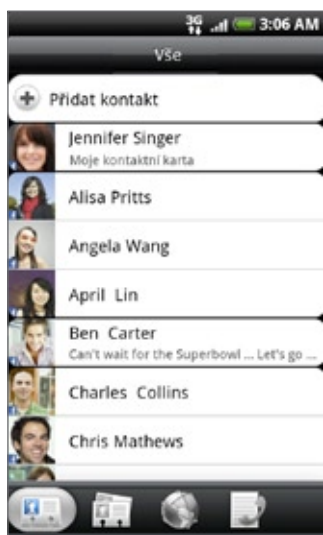 3G 3:06 AM
Vše
Přidat kontakt
Jennifer Singer
Moje kontaktní karta
Alisa Pritts
Angela Wang
April Lin
Ben Carter
Can't wait for the Superbowl ... Let's go ...
Charles Collins
Chris Mathews